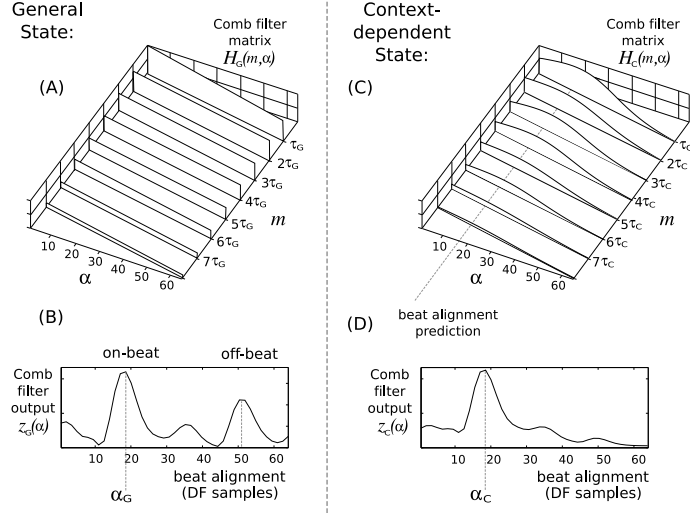 General
State:
Comb filter
matrix
H_G(m,α)
(A)
τ_G
2τ_G
3τ_G
4τ_G
5τ_G
6τ_G
7τ_G
m
10
20
30
40
50
60
α
(B)
on-beat
off-beat
Comb
filter
output
z_G(α)
10
20
30
40
50
60
beat alignment
(DF samples)
α_G
Context-
dependent
State:
Comb filter
matrix
H_C(m,α)
(C)
τ_C
2τ_C
3τ_C
4τ_C
5τ_C
6τ_C
7τ_C
m
10
20
30
40
50
60
α
beat alignment
prediction
(D)
Comb
filter
output
z_C(α)
10
20
30
40
50
60
beat alignment
(DF samples)
α_C